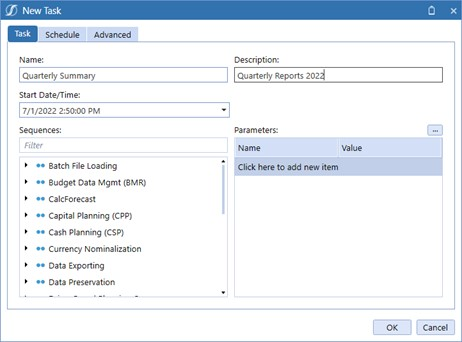 New Task
Task Schedule Advanced
Name: Description:
Quarterly Summary Quarterly Reports 2022
Start Date/Time:
7/1/2022 2:50:00 PM
Sequences: Parameters: ...
Filter Name Value
Batch File Loading Click here to add new item
Budget Data Mgmt (BMR)
CalcForecast
Capital Planning (CPP)
Cash Planning (CSP)
Currency Nominalization
Data Exporting
Data Preservation
OK Cancel